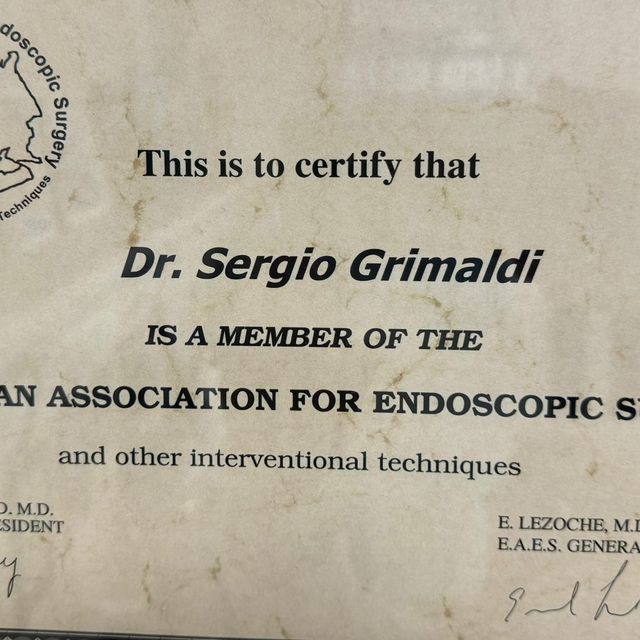 doscopic Surgery
Techniques
This is to certify that
Dr. Sergio Grimaldi
IS A MEMBER OF THE
AN ASSOCIATION FOR ENDOSCOPIC S
and other interventional techniques
D. M.D.
ESIDENT
E. LEZOCHE, M.D
E.A.E.S. GENERA